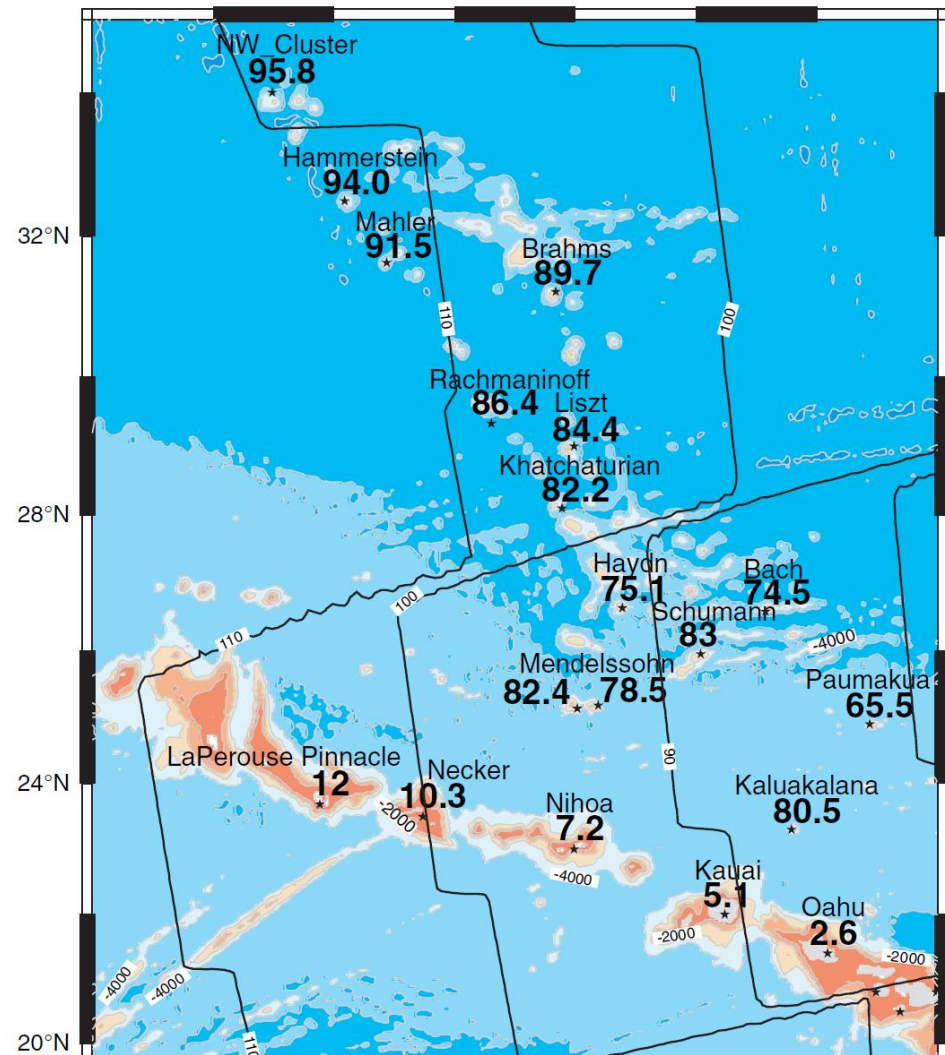 NW_Cluster
95.8
Hammerstein
94.0
Mahler
91.5
32°N
Brahms
89.7
110
100
Rachmaninoff
86.4
Liszt
84.4
Khatchaturian
82.2
28°N
Haydn
75.1
Bach
74.5
100
Schumann
83
110
-4000
Mendelssohn
82.4
78.5
Paumakua
65.5
90
LaPerouse Pinnacle
12
24°N
Necker
10.3
-2000
Nihoa
7.2
Kaluakalana
80.5
-4000
Kauai
5.1
Oahu
2.6
-2000
-2000
-4000
-4000
20°N
110